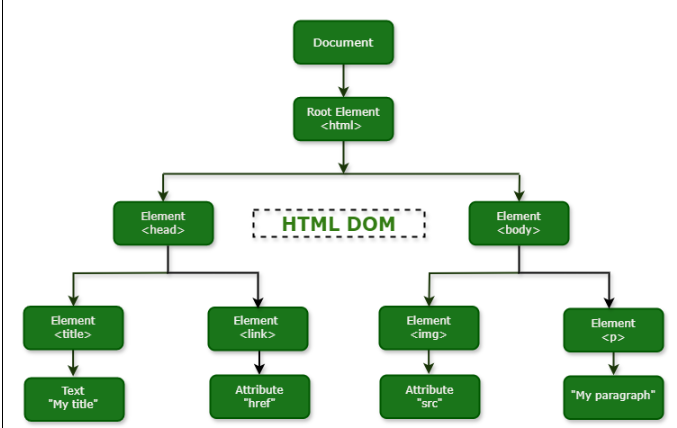 Document
Root Element
<html>
Element
<head>
HTML DOM
Element
<body>
Element
<title>
Element
<link>
Element
<img>
Element
<p>
Text
"My title"
Attribute
"href"
Attribute
"src"
"My paragraph"